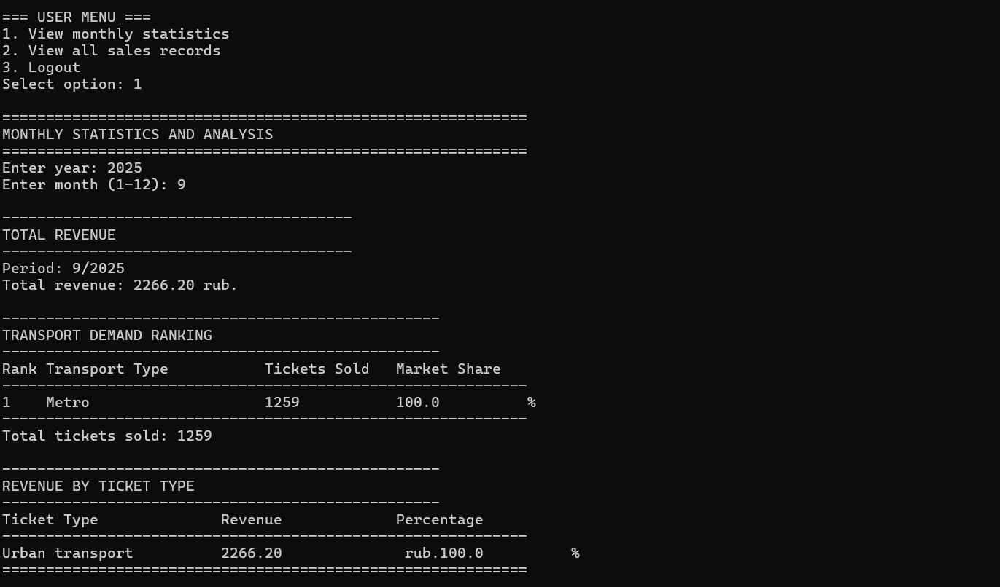 === USER MENU ===
1. View monthly statistics
2. View all sales records
3. Logout
Select option: 1
============================================================
MONTHLY STATISTICS AND ANALYSIS
============================================================
Enter year: 2025
Enter month (1-12): 9
----------------------------------------
TOTAL REVENUE
----------------------------------------
Period: 9/2025
Total revenue: 2266.20 rub.
--------------------------------------------------
TRANSPORT DEMAND RANKING
--------------------------------------------------
Rank Transport Type           Tickets Sold   Market Share
------------------------------------------------------------
1    Metro                    1259           100.0          %
------------------------------------------------------------
Total tickets sold: 1259
--------------------------------------------------
REVENUE BY TICKET TYPE
--------------------------------------------------
Ticket Type              Revenue             Percentage
------------------------------------------------------------
Urban transport          2266.20              rub.100.0          %
============================================================